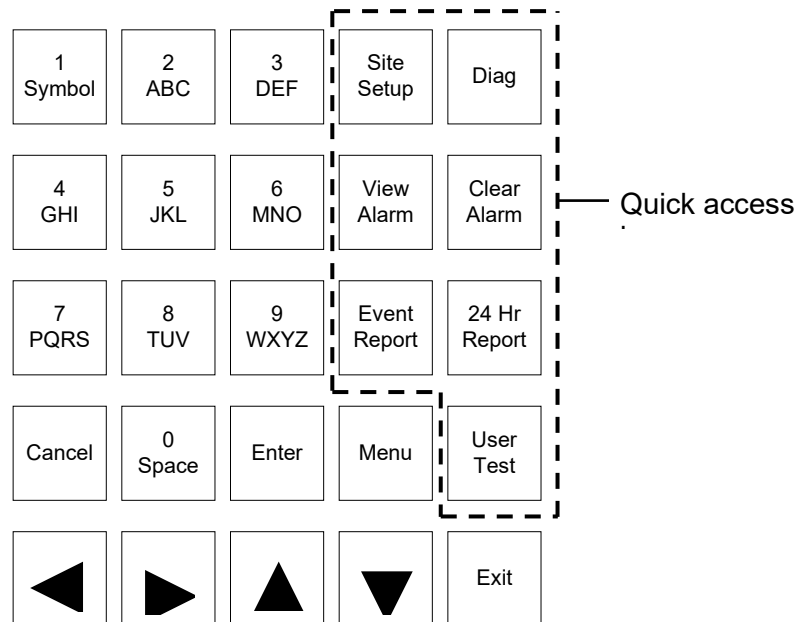 1
Symbol
2
ABC
3
DEF
Site
Setup
Diag
4
GHI
5
JKL
6
MNO
View
Alarm
Clear
Alarm
Quick access
7
PQRS
8
TUV
9
WXYZ
Event
Report
24 Hr
Report
Cancel
0
Space
Enter
Menu
User
Test
Exit